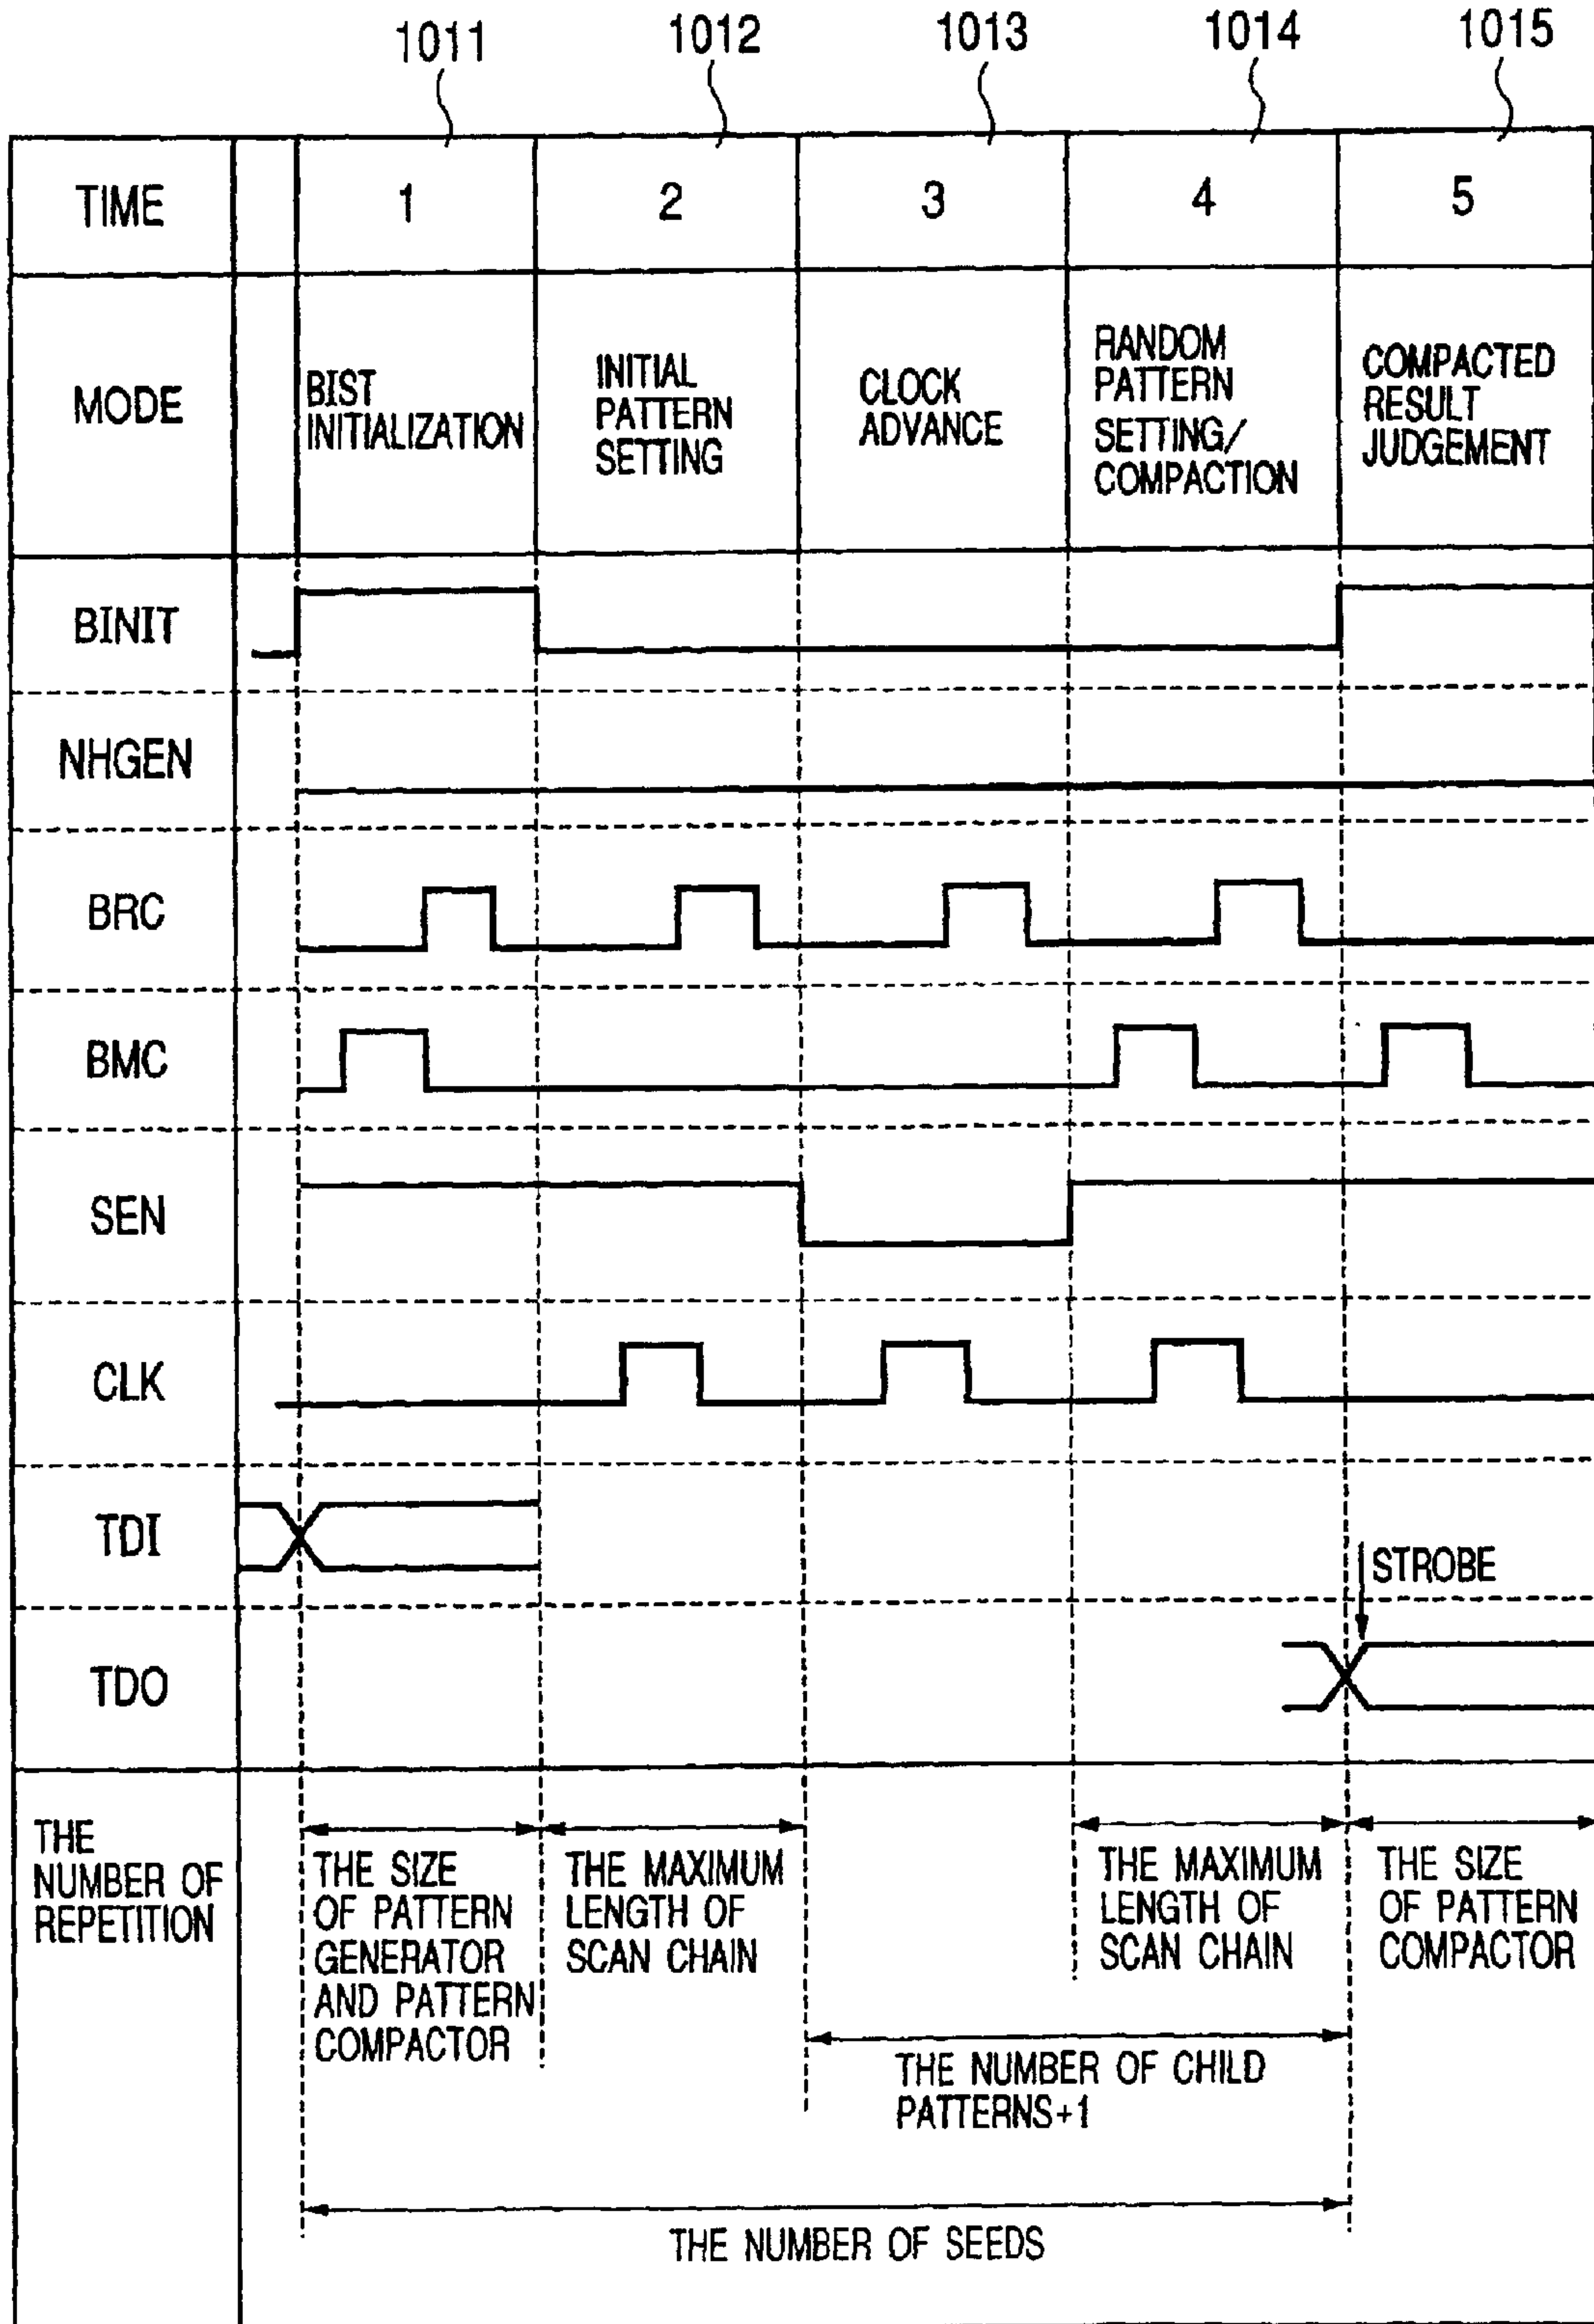 1011 1012 1013 1014 1015
TIME 1 2 3 4 5
MODE
BIST
INITIALIZATION
INITIAL
PATTERN
SETTING
CLOCK
ADVANCE
RANDOM
PATTERN
SETTING/
COMPACTION
COMPACTED
RESULT
JUDGEMENT
BINIT
NHGEN
BRC
BMC
SEN
CLK
TDI
STROBE
TDO
THE
NUMBER OF
REPETITION
THE SIZE
OF PATTERN
GENERATOR
AND PATTERN
COMPACTOR
THE MAXIMUM
LENGTH OF
SCAN CHAIN
THE MAXIMUM
LENGTH OF
SCAN CHAIN
THE SIZE
OF PATTERN
COMPACTOR
THE NUMBER OF CHILD
PATTERNS+1
THE NUMBER OF SEEDS